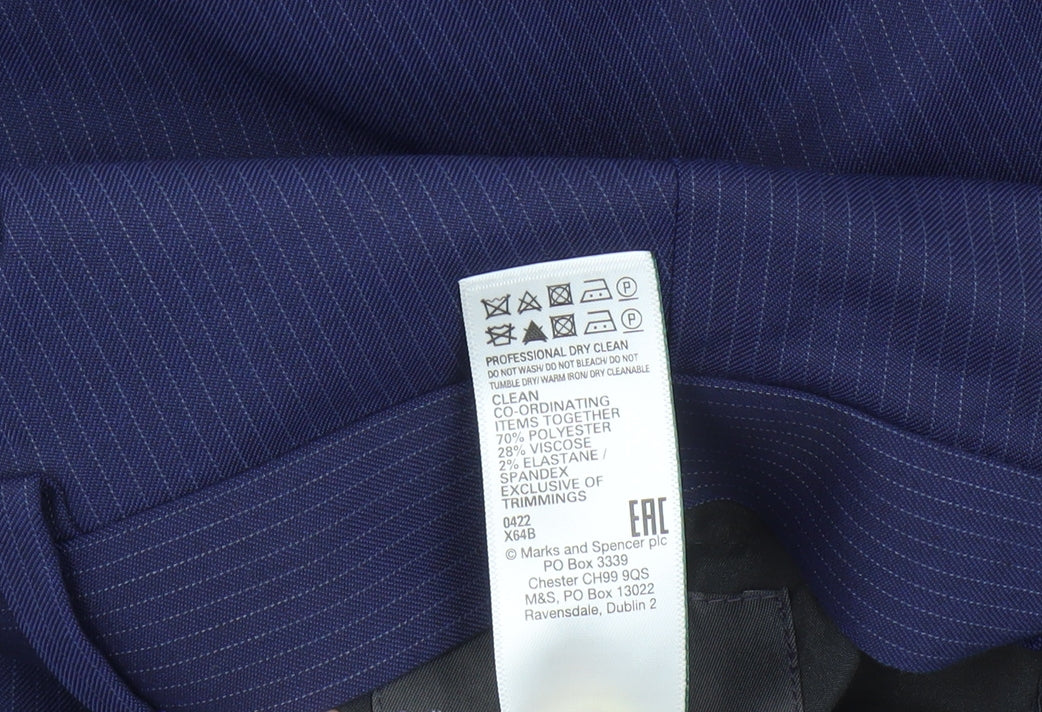 P
P
PROFESSIONAL DRY CLEAN
DO NOT WASH/ DO NOT BLEACH/ DO NOT
TUMBLE DRY/ WARM IRON/ DRY CLEANABLE
CLEAN
CO-ORDINATING
ITEMS TOGETHER
70% POLYESTER
28% VISCOSE
2% ELASTANE /
SPANDEX
EXCLUSIVE OF
TRIMMINGS
0422
X64B
EAC
© Marks and Spencer plc
PO Box 3339
Chester CH99 9QS
M&S, PO Box 13022
Ravensdale, Dublin 2